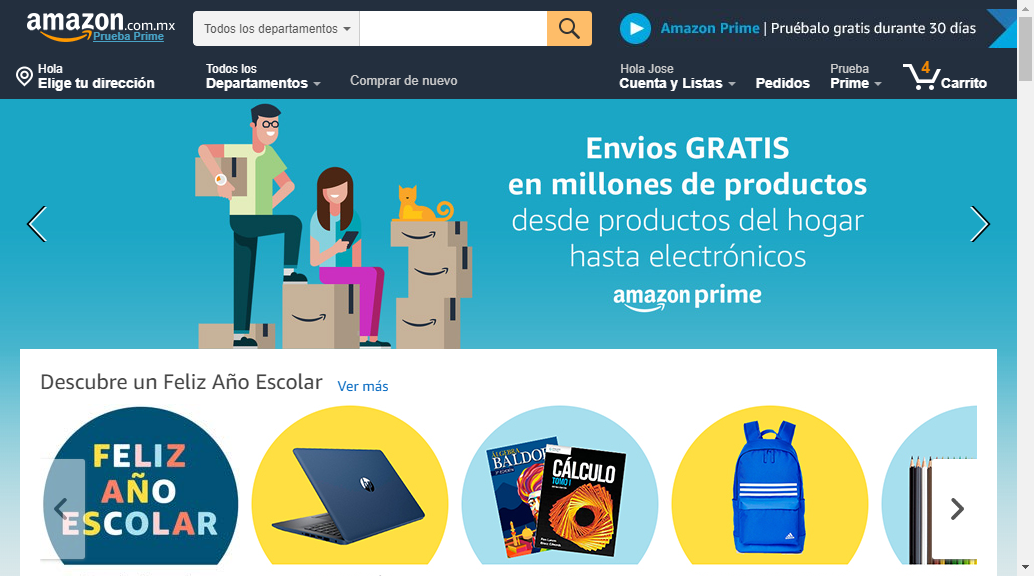 amazon.com.mx
Prueba Prime
Todos los departamentos
Amazon Prime | Pruébalo gratis durante 30 días
Hola
Elige tu dirección
Todos los
Departamentos
Comprar de nuevo
Hola Jose
Cuenta y Listas
Pedidos
Prueba
Prime
4
Carrito
Envios GRATIS
en millones de productos
desde productos del hogar
hasta electrónicos
amazon prime
Descubre un Feliz Año Escolar
Ver más
FELIZ
AÑO
ESCOLAR
hp
ÁLGEBRA
BALDOR
CÁLCULO
TOMO I
adidas